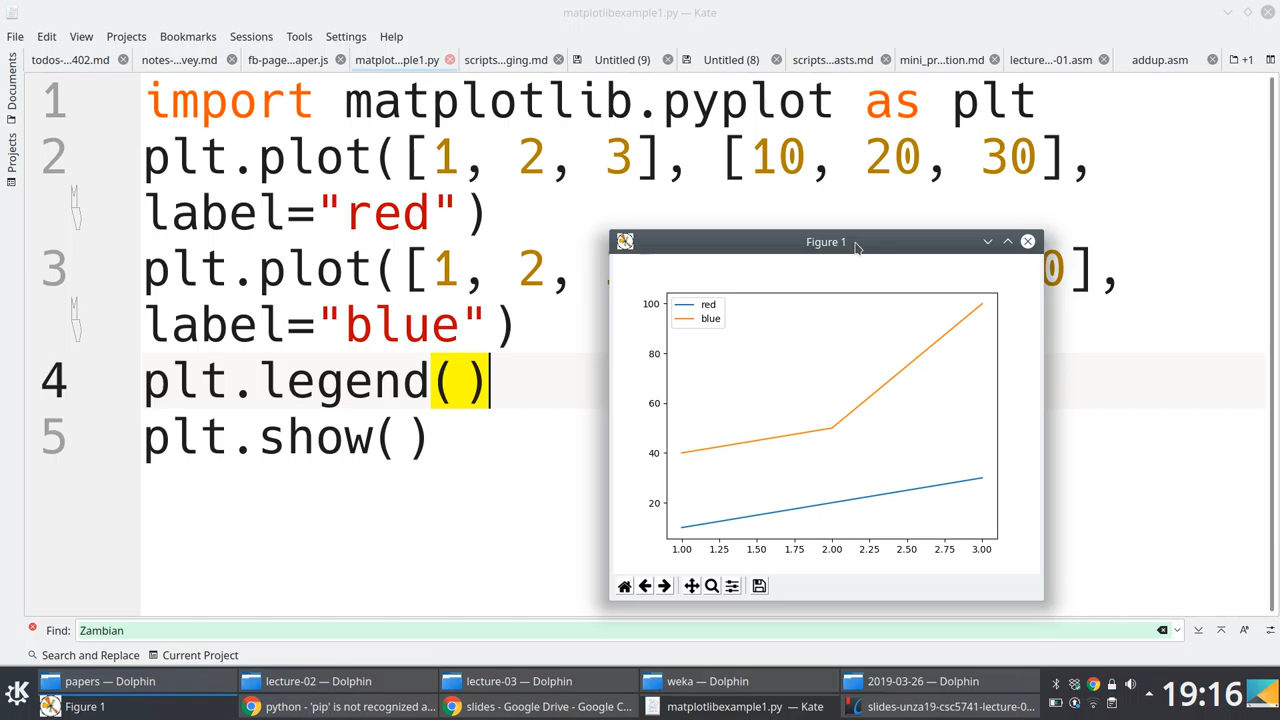 matplotlibexample1.py — Kate
File Edit View Projects Bookmarks Sessions Tools Settings Help
todos-...402.md notes-...vey.md fb-page...aper.js matplot...ple1.py scripts...ging.md Untitled (9) Untitled (8) scripts...asts.md mini_pr...tion.md lecture...-01.asm addup.asm +1
Documents
Projects
1 import matplotlib.pyplot as plt
2 plt.plot([1, 2, 3], [10, 20, 30],
label="red")
3 plt.plot([1, 2, 0],
label="blue")
4 plt.legend()
5 plt.show()
Figure 1
red
blue
100
80
60
40
20
1.00 1.25 1.50 1.75 2.00 2.25 2.50 2.75 3.00
Find: Zambian
Search and Replace Current Project
papers — Dolphin lecture-02 — Dolphin lecture-03 — Dolphin weka — Dolphin 2019-03-26 — Dolphin
Figure 1 python - 'pip' is not recognized a... slides - Google Drive - Google C... matplotlibexample1.py — Kate slides-unza19-csc5741-lecture-0...
19:16